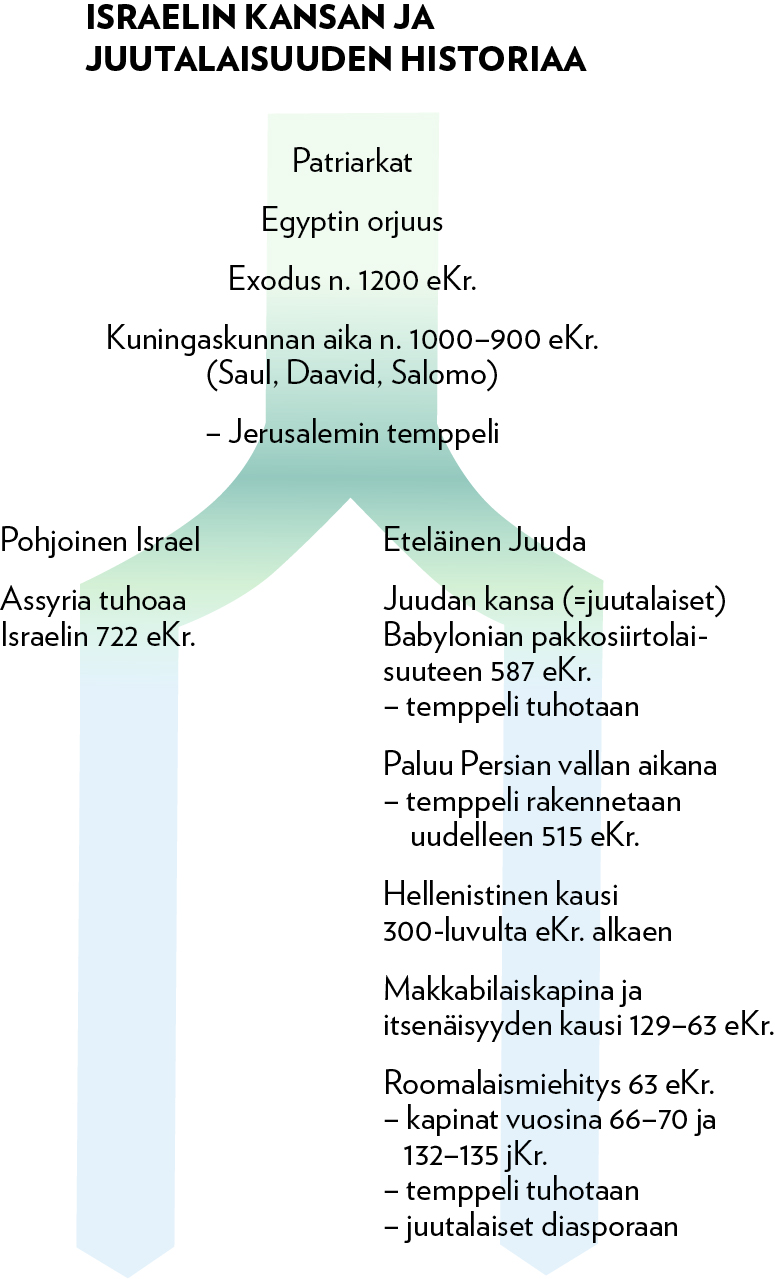 ISRAELIN KANSAN JA
JUUTALAISUUDEN HISTORIAA
Patriarkat
Egyptin orjuus
Exodus n. 1200 eKr.
Kuningaskunnan aika n. 1000–900 eKr.
(Saul, Daavid, Salomo)
– Jerusalemin temppeli
Pohjoinen Israel
Assyria tuhoaa
Israelin 722 eKr.
Eteläinen Juuda
Juudan kansa (=juutalaiset)
Babylonian pakkosiirtolai-
suuteen 587 eKr.
– temppeli tuhotaan
Paluu Persian vallan aikana
– temppeli rakennetaan
uudelleen 515 eKr.
Hellenistinen kausi
300-luvulta eKr. alkaen
Makkabilaiskapina ja
itsenäisyyden kausi 129–63 eKr.
Roomalaismiehitys 63 eKr.
– kapinat vuosina 66–70 ja
132–135 jKr.
– temppeli tuhotaan
– juutalaiset diasporaan